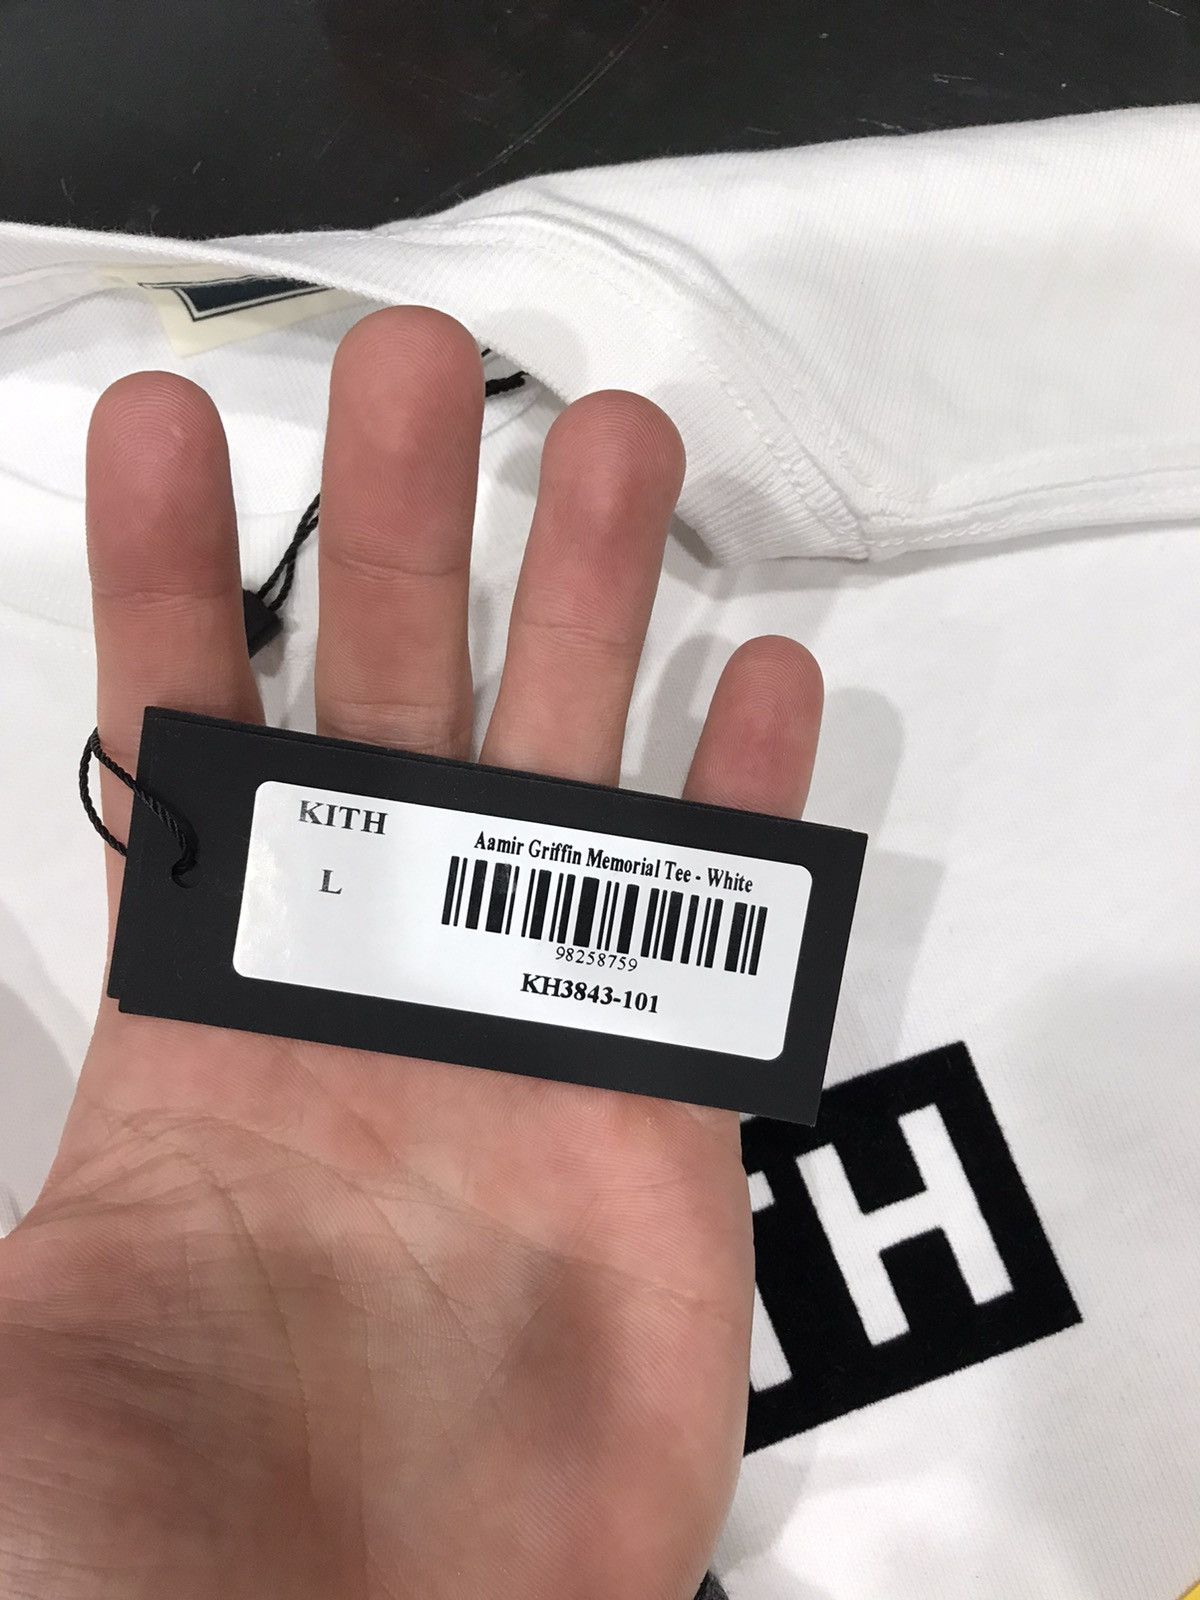 KITH
L
Aamir Griffin Memorial Tee - White
98258759
KH3843-101
TH